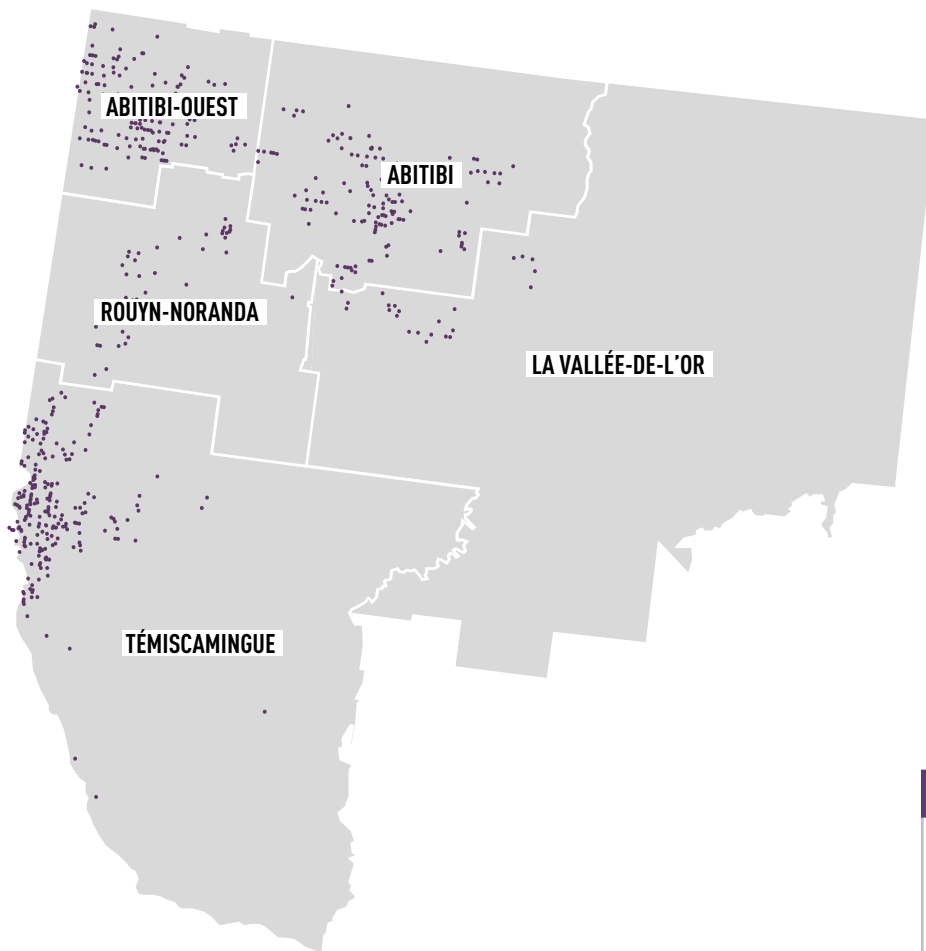 ABITIBI-OUEST
ABITIBI
ROUYN-NORANDA
LA VALLÉE-DE-L'OR
TÉMISCAMINGUE